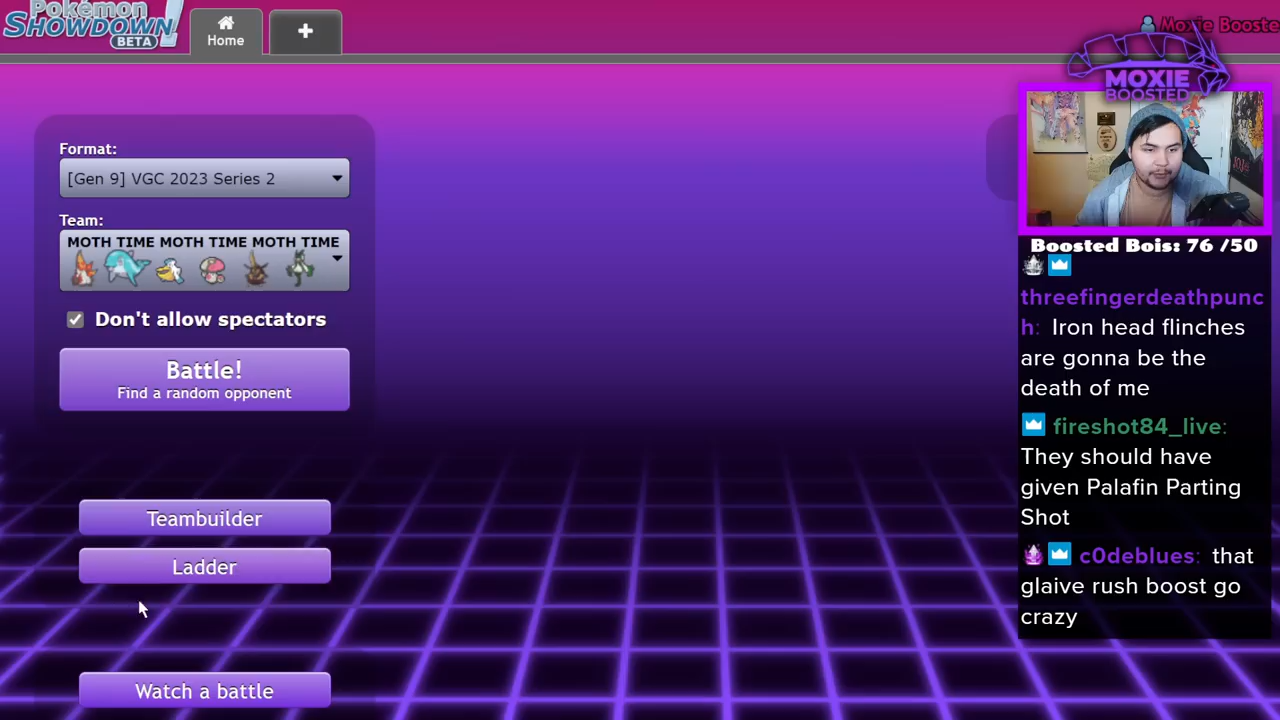 Pokémon
SHOWDOWN!
BETA
Home
+
Moxie Booste
MOXIE
BOOSTED
Format:
[Gen 9] VGC 2023 Series 2
Team:
MOTH TIME MOTH TIME MOTH TIME
Don't allow spectators
Battle!
Find a random opponent
Teambuilder
Ladder
Watch a battle
Boosted Bois: 76 /50
threefingerdeathpunc
h: Iron head flinches
are gonna be the
death of me
fireshot84_live:
They should have
given Palafin Parting
Shot
c0deblues: that
glaive rush boost go
crazy